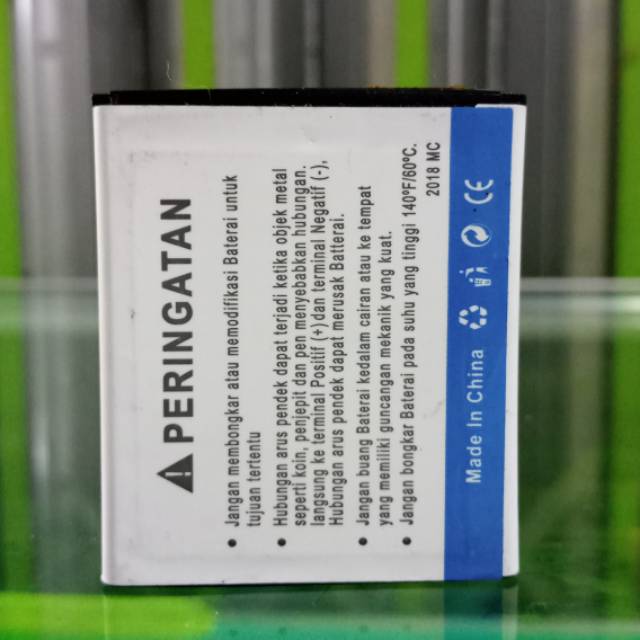 PERINGATAN
• Jangan membongkar atau memodifikasi Baterai untuk
tujuan tertentu
• Hubungan arus pendek dapat terjadi ketika objek metal
seperti koin, penjepit dan pen menyebabkan hubungan.
langsung ke terminal Positif (+) dan terminal Negatif (-),
Hubungan arus pendek dapat merusak Batterai.
• Jangan buang Baterai kedalam cairan atau ke tempat
yang memiliki guncangan mekanik yang kuat.
• Jangan bongkar Baterai pada suhu yang tinggi 140ºF/60ºC.
2018 MC
Made In China CE